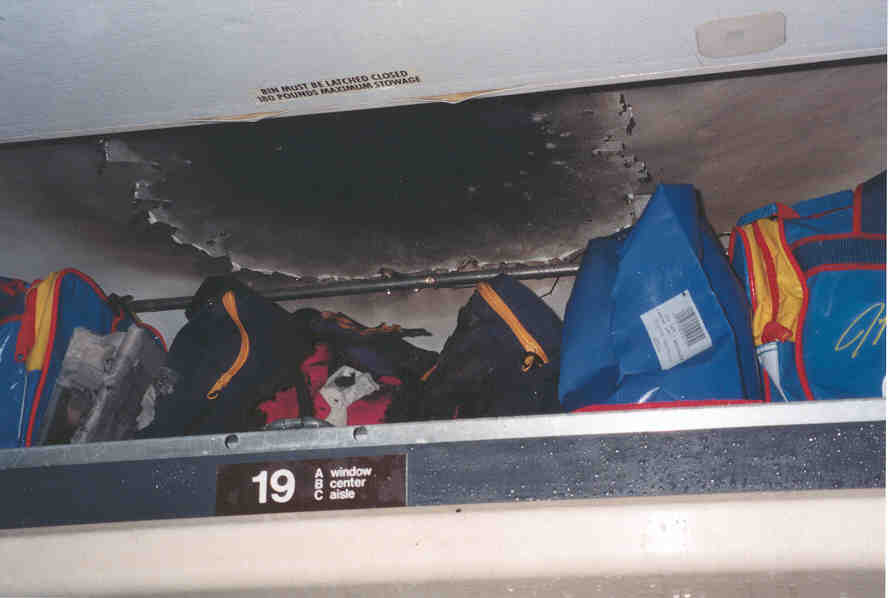 BIN MUST BE LATCHED CLOSED
180 POUNDS MAXIMUM STOWAGE
19
A window
B center
C aisle